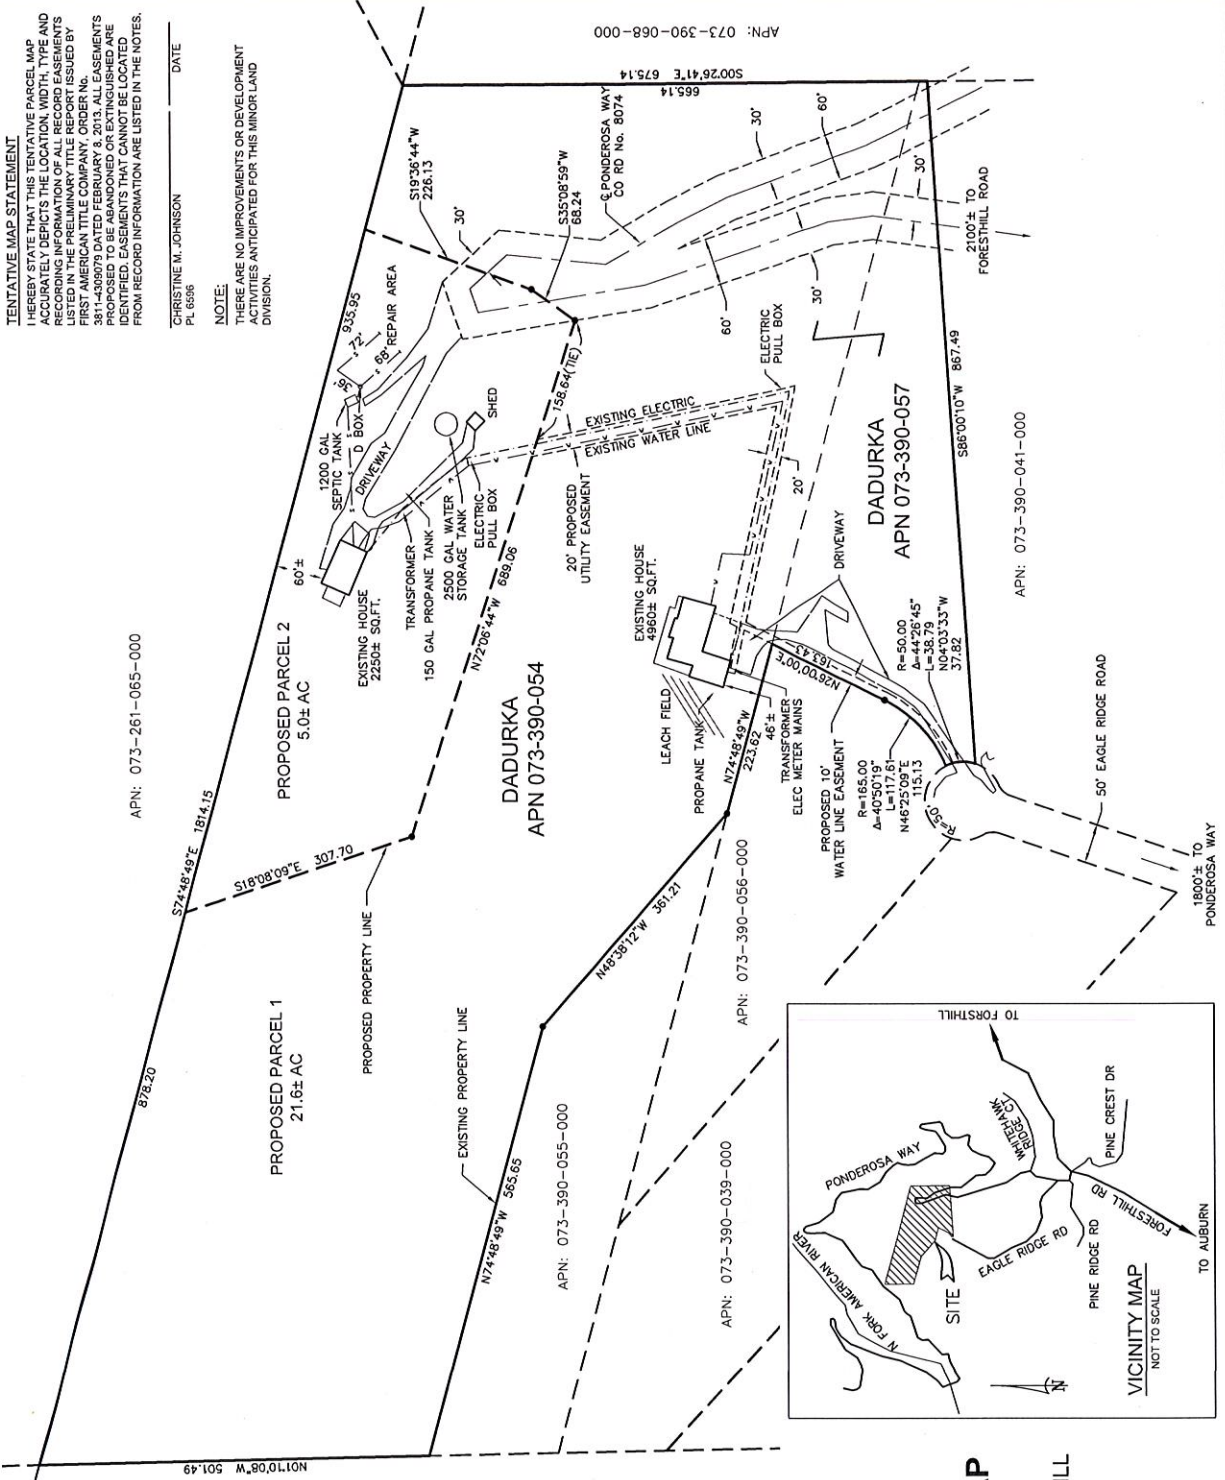 TENTATIVE MAP STATEMENT
I HEREBY STATE THAT THIS TENTATIVE PARCEL MAP
ACCURATELY DEPICTS THE LOCATION, WIDTH, TYPE AND
RECORDING INFORMATION OF ALL RECORD EASEMENTS
LISTED IN THE PRELIMINARY TITLE REPORT ISSUED BY
FIRST AMERICAN TITLE COMPANY, ORDER No.
3811-4309079 DATED FEBRUARY 8, 2013. ALL EASEMENTS
PROPOSED TO BE ABANDONED OR EXTINGUISHED ARE
IDENTIFIED. EASEMENTS THAT CANNOT BE LOCATED
FROM RECORD INFORMATION ARE LISTED IN THE NOTES.
CHRISTINE M. JOHNSON
DATE
PL 6596
NOTE:
THERE ARE NO IMPROVEMENTS OR DEVELOPMENT
ACTIVITIES ANTICIPATED FOR THIS MINOR LAND
DIVISION.
APN: 073-390-068-000
S00°26'41"E 675.14
665.14
S19°36'44"W
226.13
30'
S35°08'59"W
68.24
℄ PONDEROSA WAY
CO RD No. 8074
30'
60'
30'
2100'± TO
FORESTHILL ROAD
60'
30'
935.95
72'
68'
36'
REPAIR AREA
1200 GAL
SEPTIC TANK
D BOX
DRIVEWAY
SHED
158.64(TIE)
60'±
EXISTING HOUSE
2250± SQ.FT.
TRANSFORMER
150 GAL PROPANE TANK
2500 GAL WATER
STORAGE TANK
ELECTRIC
PULL BOX
20' PROPOSED
UTILITY EASEMENT
EXISTING ELECTRIC
EXISTING WATER LINE
ELECTRIC
PULL BOX
20'
DADURKA
APN 073-390-057
S86°00'10"W 867.49
APN: 073-390-041-000
APN: 073-261-065-000
PROPOSED PARCEL 2
5.0± AC
N72°06'44"W 689.06
DADURKA
APN 073-390-054
EXISTING HOUSE
4960± SQ.FT.
DRIVEWAY
LEACH FIELD
PROPANE TANK
N74°48'49"W
223.62
46'±
TRANSFORMER
ELEC METER MAINS
N26°00'00"E 163.43
PROPOSED 10'
WATER LINE EASEMENT
R=50.00
Δ=44°26'45"
L=38.79
N04°03'33"W
37.82
R=165.00
Δ=40°50'19"
L=117.61
N46°25'09"E
115.13
R=50'
50' EAGLE RIDGE ROAD
1800'± TO
PONDEROSA WAY
S74°48'49"E 1814.15
S18°08'09"E 307.70
PROPOSED PROPERTY LINE
N48°38'12"W 361.21
APN: 073-390-056-000
878.20
PROPOSED PARCEL 1
21.6± AC
EXISTING PROPERTY LINE
N74°48'49"W 565.65
APN: 073-390-055-000
APN: 073-390-039-000
N01°10'08"W 501.49
TO FORSTHILL
WHITEHAWK
RIDGE CT
PINE CREST DR
PONDEROSA WAY
FORESTHILL RD
EAGLE RIDGE RD
PINE RIDGE RD
N FORK AMERICAN RIVER
SITE
TO AUBURN
N
VICINITY MAP
NOT TO SCALE
AP
ILL